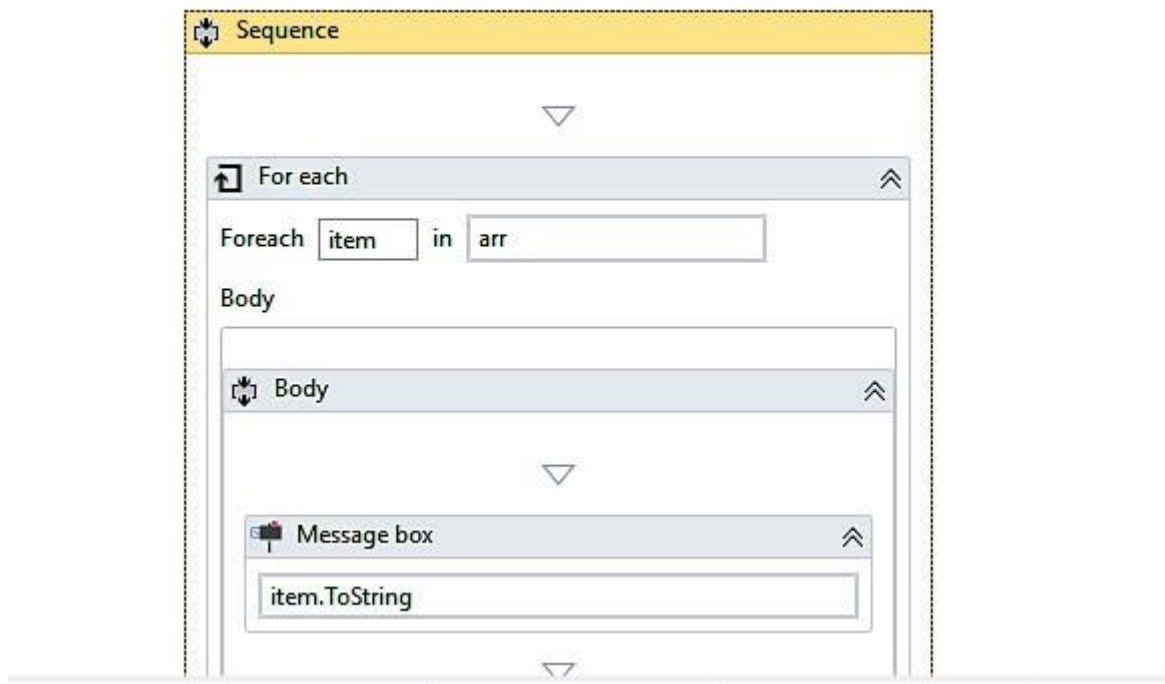 Sequence
For each
Foreach item in arr
Body
Body
Message box
item.ToString